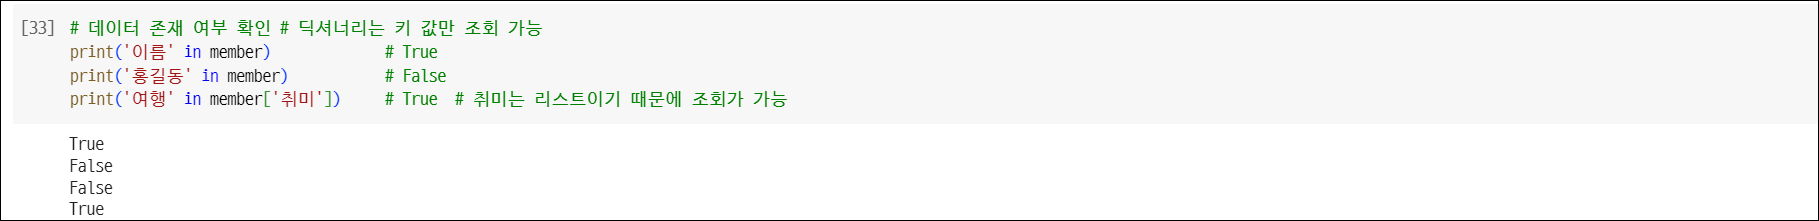 [33] # 데이터 존재 여부 확인 # 딕셔너리는 키 값만 조회 가능
print('이름' in member)             # True
print('홍길동' in member)           # False
print('여행' in member['취미'])     # True  # 취미는 리스트이기 때문에 조회가 가능
True
False
False
True